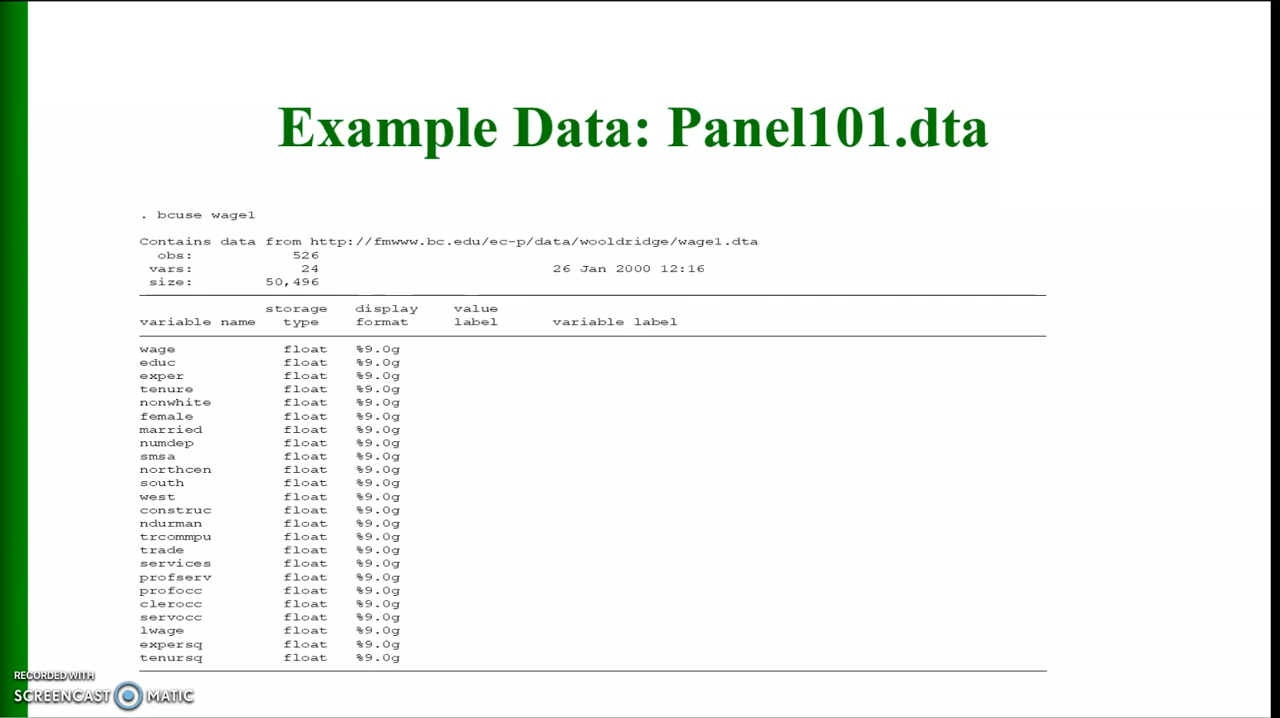 Example Data: Panel101.dta
. bcuse wage1
Contains data from http://fmwww.bc.edu/ec-p/data/wooldridge/wage1.dta
obs: 526
vars: 24 26 Jan 2000 12:16
size: 50,496
storage display value
variable name type format label variable label
wage float %9.0g
educ float %9.0g
exper float %9.0g
tenure float %9.0g
nonwhite float %9.0g
female float %9.0g
married float %9.0g
numdep float %9.0g
smsa float %9.0g
northcen float %9.0g
south float %9.0g
west float %9.0g
construc float %9.0g
ndurman float %9.0g
trcommpu float %9.0g
trade float %9.0g
services float %9.0g
profserv float %9.0g
profocc float %9.0g
clerocc float %9.0g
servocc float %9.0g
lwage float %9.0g
expersq float %9.0g
tenursq float %9.0g
RECORDED WITH
SCREENCAST MATIC